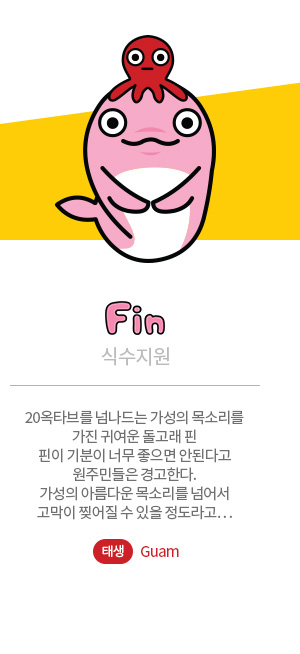 Fin
식수지원
20옥타브를 넘나드는 가성의 목소리를
가진 귀여운 돌고래 핀
핀이 기분이 너무 좋으면 안된다고
원주민들은 경고한다.
가성의 아름다운 목소리를 넘어서
고막이 찢어질 수 있을 정도라고...
태생 Guam